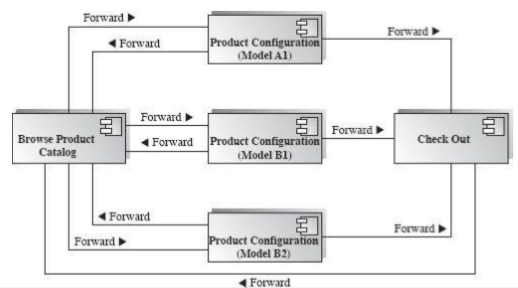 Forward ▶
◀ Forward
Product Configuration
(Model A1)
Forward ▶
Browse Product
Catalog
Forward ▶
◀ Forward
Product Configuration
(Model B1)
Forward ▶
Check Out
◀ Forward
Forward ▶
Product Configuration
(Model B2)
Forward ▶
◀ Forward